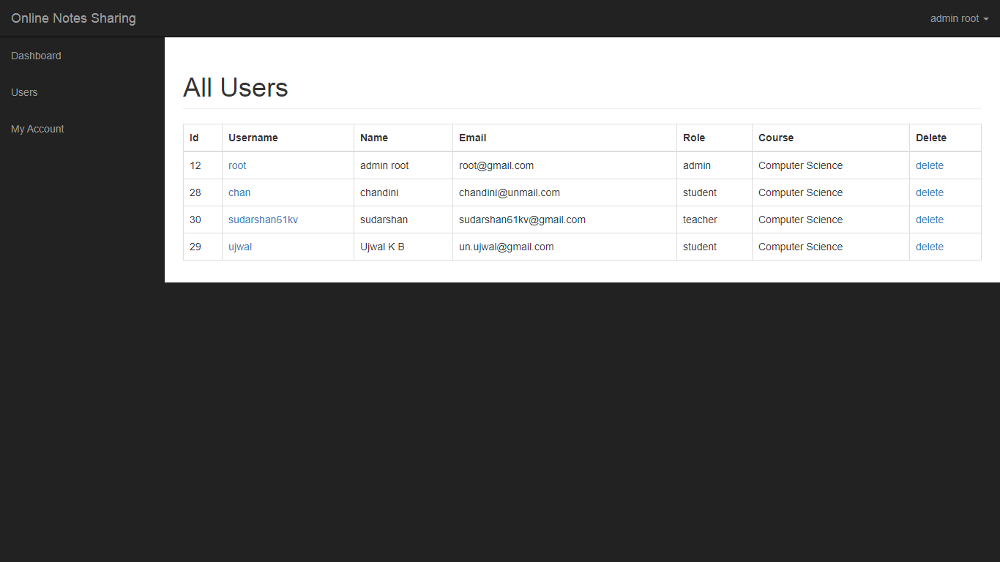 Online Notes Sharing admin root
Dashboard
Users
My Account
All Users
Id Username Name Email Role Course Delete
12 root admin root root@gmail.com admin Computer Science delete
28 chan chandini chandini@unmail.com student Computer Science delete
30 sudarshan61kv sudarshan sudarshan61kv@gmail.com teacher Computer Science delete
29 ujwal Ujwal K B un.ujwal@gmail.com student Computer Science delete